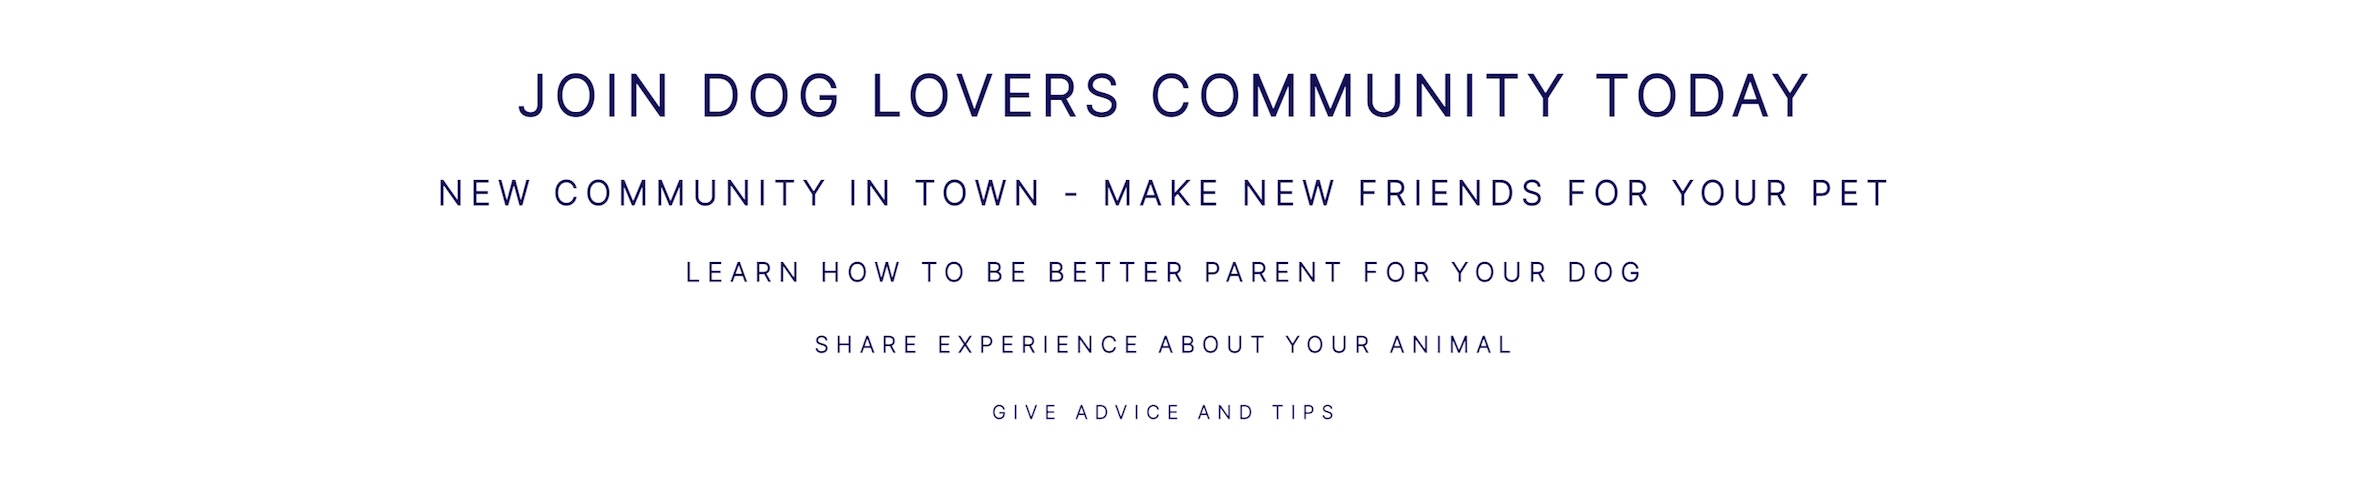 JOIN DOG LOVERS COMMUNITY TODAY
NEW COMMUNITY IN TOWN - MAKE NEW FRIENDS FOR YOUR PET
LEARN HOW TO BE BETTER PARENT FOR YOUR DOG
SHARE EXPERIENCE ABOUT YOUR ANIMAL
GIVE ADVICE AND TIPS